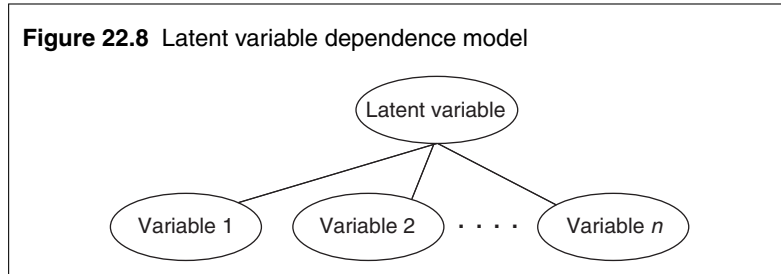 Figure 22.8 Latent variable dependence model
Latent variable
Variable 1 Variable 2 . . . . Variable n